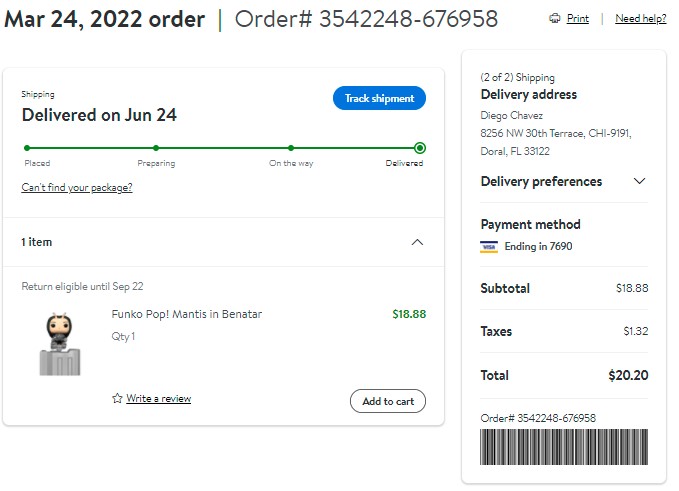 Mar 24, 2022 order | Order# 3542248-676958
Print | Need help?
Shipping
Delivered on Jun 24
Track shipment
Placed
Preparing
On the way
Delivered
Can't find your package?
1 item
Return eligible until Sep 22
Funko Pop! Mantis in Benatar
$18.88
Qty 1
Write a review
Add to cart
(2 of 2) Shipping
Delivery address
Diego Chavez
8256 NW 30th Terrace, CHI-9191,
Doral, FL 33122
Delivery preferences
Payment method
VISA Ending in 7690
Subtotal $18.88
Taxes $1.32
Total $20.20
Order# 3542248-676958